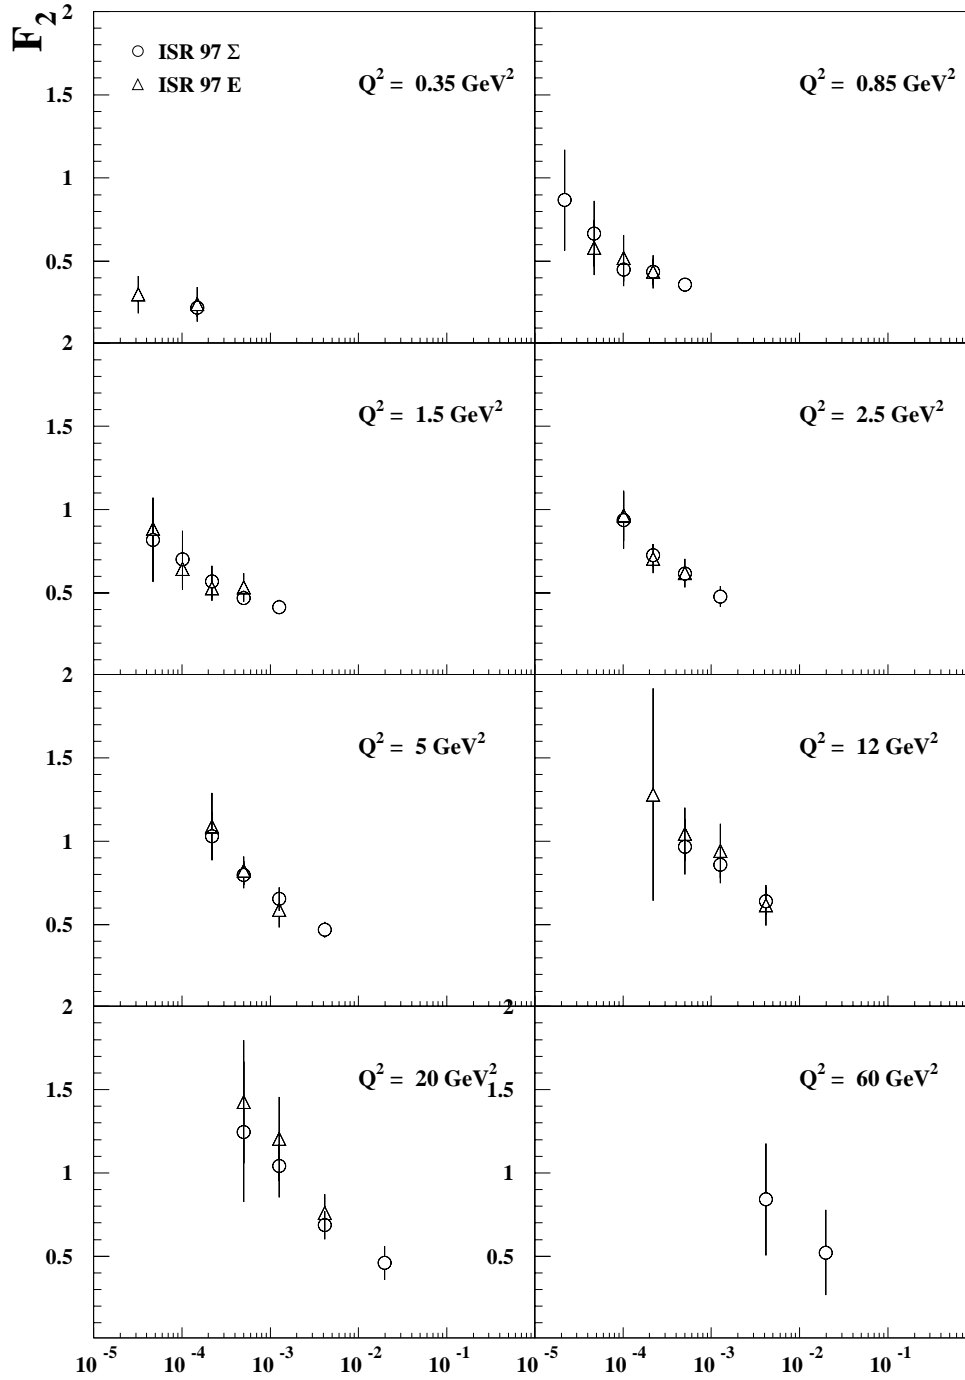 F2
2
ISR 97 Σ
ISR 97 E
Q² = 0.35 GeV²
Q² = 0.85 GeV²
1.5
1
0.5
2
Q² = 1.5 GeV²
Q² = 2.5 GeV²
1.5
1
0.5
2
Q² = 5 GeV²
Q² = 12 GeV²
1.5
1
0.5
2 2
Q² = 20 GeV²
Q² = 60 GeV²
1.5 1.5
1 1
0.5 0.5
10⁻⁵ 10⁻⁴ 10⁻³ 10⁻² 10⁻¹ 10⁻⁵ 10⁻⁴ 10⁻³ 10⁻² 10⁻¹